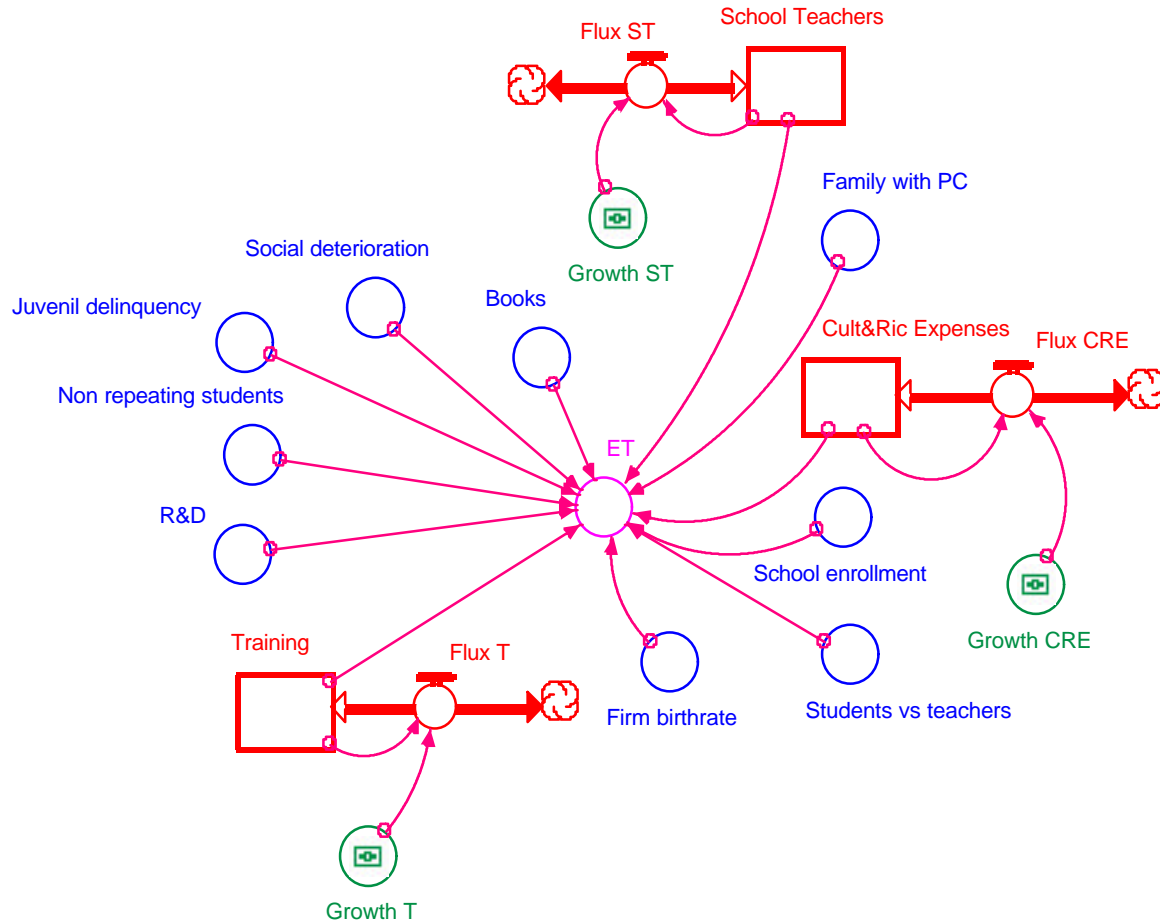 School Teachers
Flux ST
Family with PC
Social deterioration
Growth ST
Books
Juvenil delinquency
Cult&Ric Expenses
Flux CRE
Non repeating students
ET
R&D
School enrollment
Growth CRE
Training
Flux T
Firm birthrate
Students vs teachers
Growth T